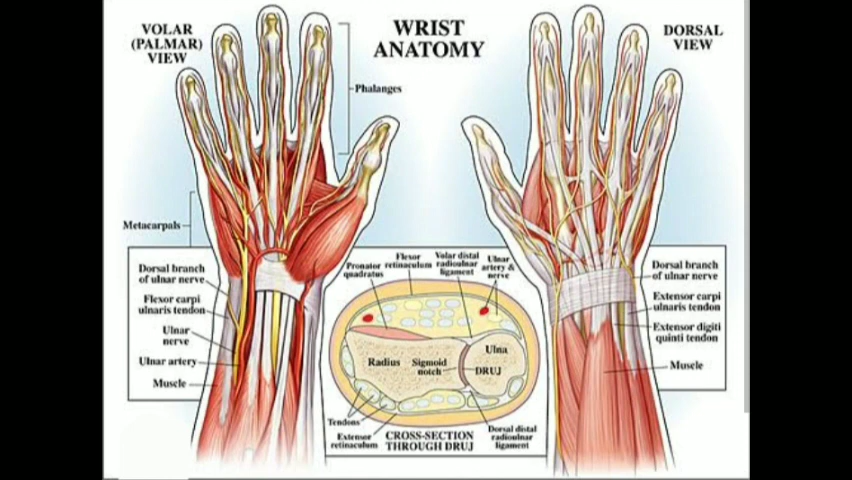 VOLAR
(PALMAR)
VIEW
WRIST
ANATOMY
DORSAL
VIEW
Phalanges
Metacarpals
Dorsal branch
of ulnar nerve
Flexor carpi
ulnaris tendon
Ulnar
nerve
Ulnar artery
Muscle
Pronator
quadratus
Flexor
retinaculum
Volar distal
radioulnar
ligament
Ulnar
artery &
nerve
Radius
Sigmoid
notch
Ulna
DRUJ
Tendons
Extensor
retinaculum
CROSS-SECTION
THROUGH DRUJ
Dorsal distal
radioulnar
ligament
Dorsal branch
of ulnar nerve
Extensor carpi
ulnaris tendon
Extensor digiti
quinti tendon
Muscle